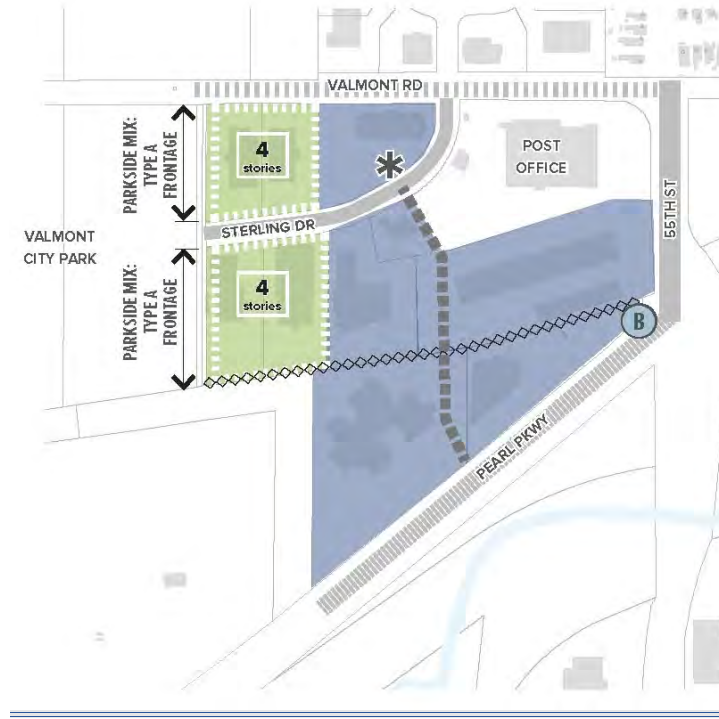 VALMONT RD
PARKSIDE MIX:
TYPE A
FRONTAGE
4
stories
POST
OFFICE
55TH ST
STERLING DR
VALMONT
CITY PARK
PARKSIDE MIX:
TYPE A
FRONTAGE
4
stories
B
PEARL PKWY